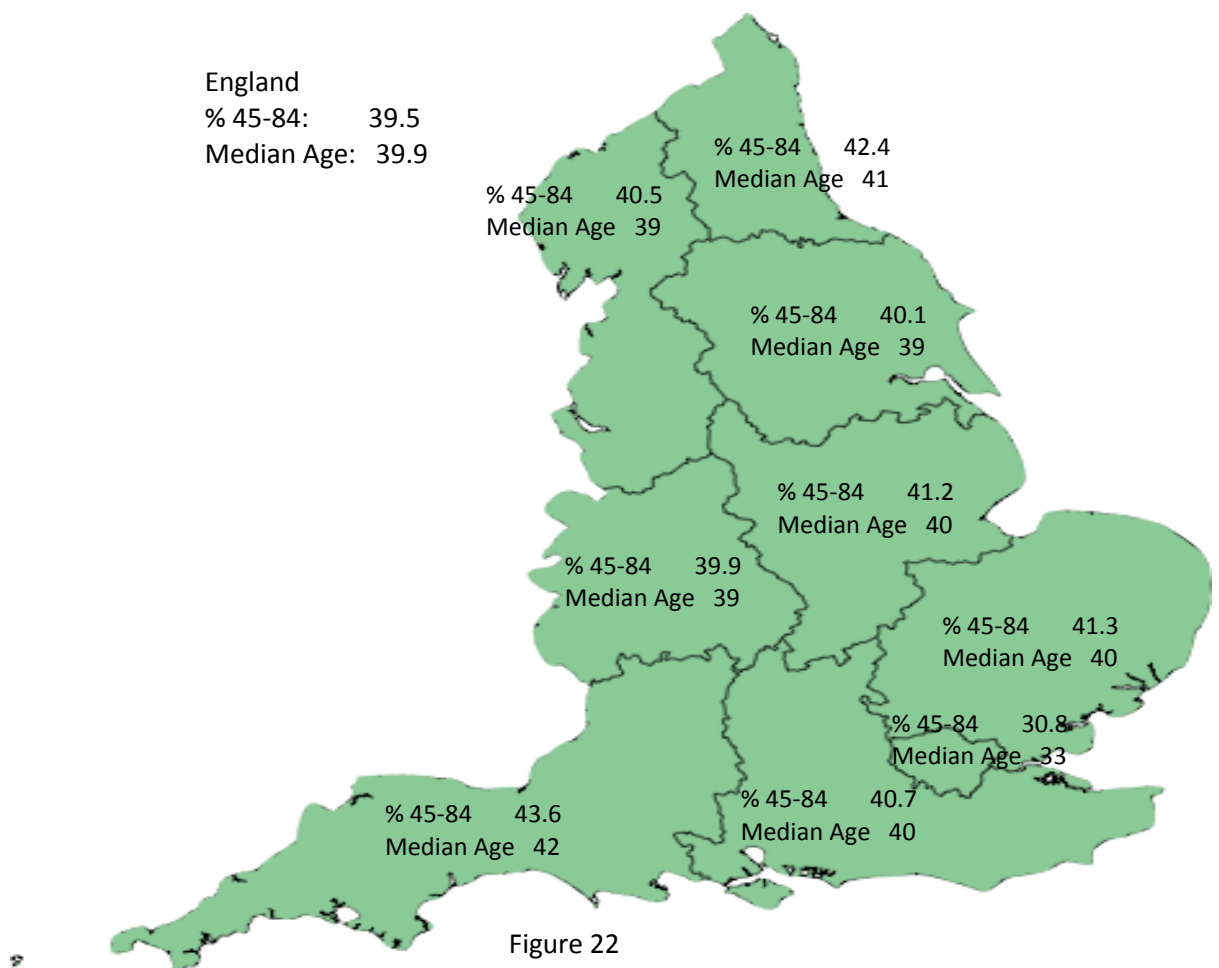 England
% 45-84: 39.5
Median Age: 39.9
% 45-84 42.4
Median Age 41
% 45-84 40.5
Median Age 39
% 45-84 40.1
Median Age 39
% 45-84 41.2
Median Age 40
% 45-84 39.9
Median Age 39
% 45-84 41.3
Median Age 40
% 45-84 30.8
Median Age 33
% 45-84 40.7
Median Age 40
% 45-84 43.6
Median Age 42
Figure 22